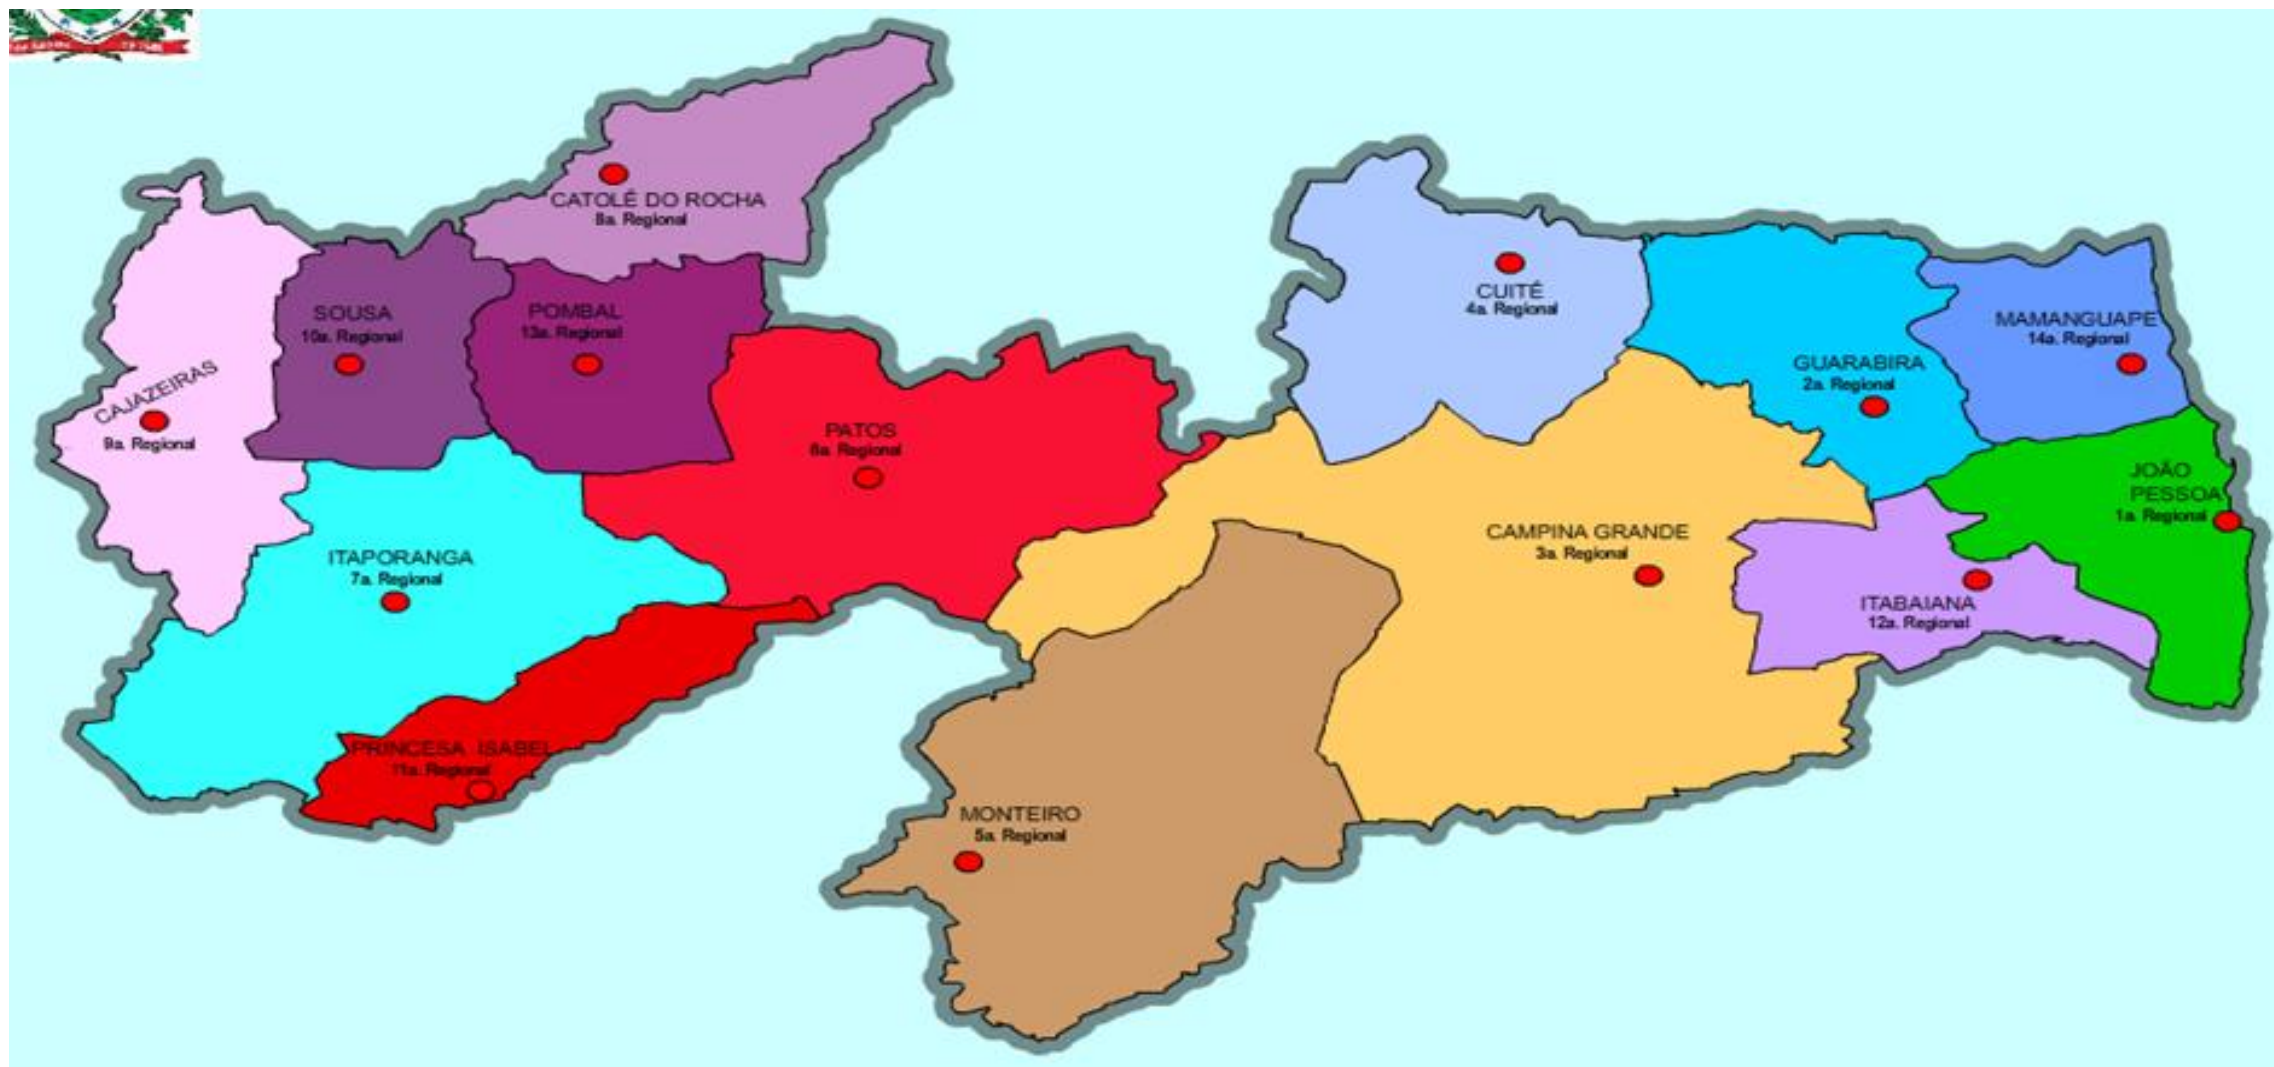 CATOLÉ DO ROCHA
8a. Regional
SOUSA
10a. Regional
POMBAL
13a. Regional
CUITÉ
4a. Regional
MAMANGUAPE
14a. Regional
GUARABIRA
2a. Regional
CAJAZEIRAS
9a. Regional
PATOS
6a. Regional
JOÃO
PESSOA
1a. Regional
CAMPINA GRANDE
3a. Regional
ITAPORANGA
7a. Regional
ITABAIANA
12a. Regional
PRINCESA ISABEL
11a. Regional
MONTEIRO
5a. Regional